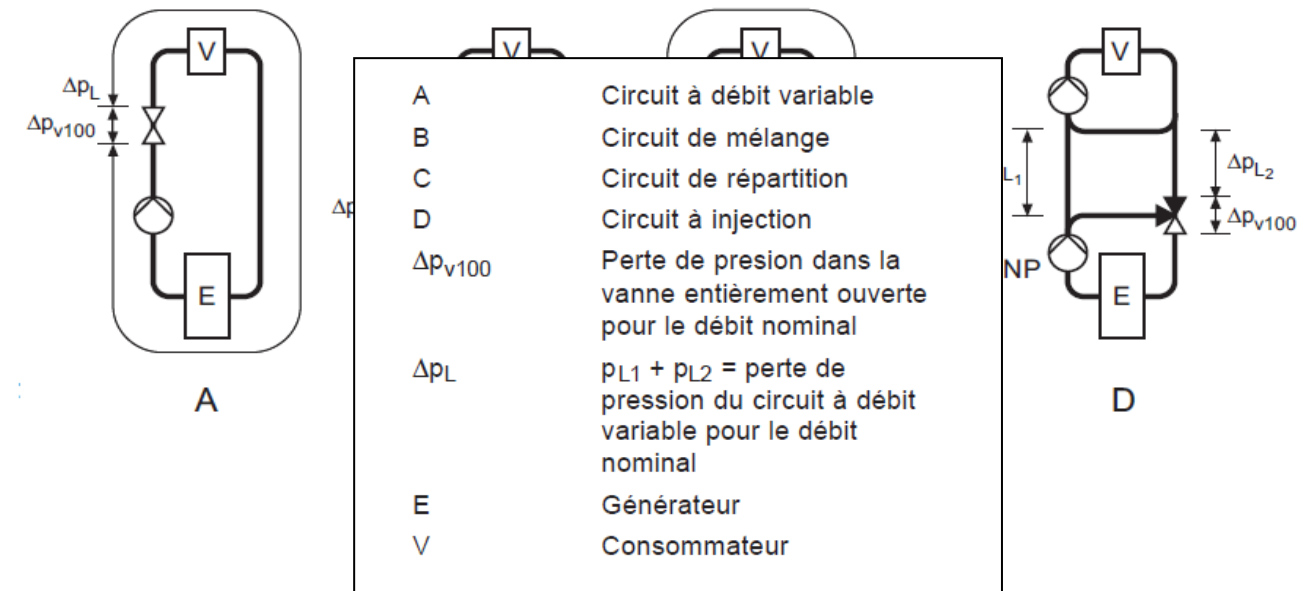 V
V
V
V
ΔpL
Δpv100
E
A
A Circuit à débit variable
B Circuit de mélange
C Circuit de répartition
D Circuit à injection
Δpv100 Perte de presion dans la
vanne entièrement ouverte
pour le débit nominal
ΔpL pL1 + pL2 = perte de
pression du circuit à débit
variable pour le débit
nominal
E Générateur
V Consommateur
Δp
L1
ΔpL2
Δpv100
NP
E
D